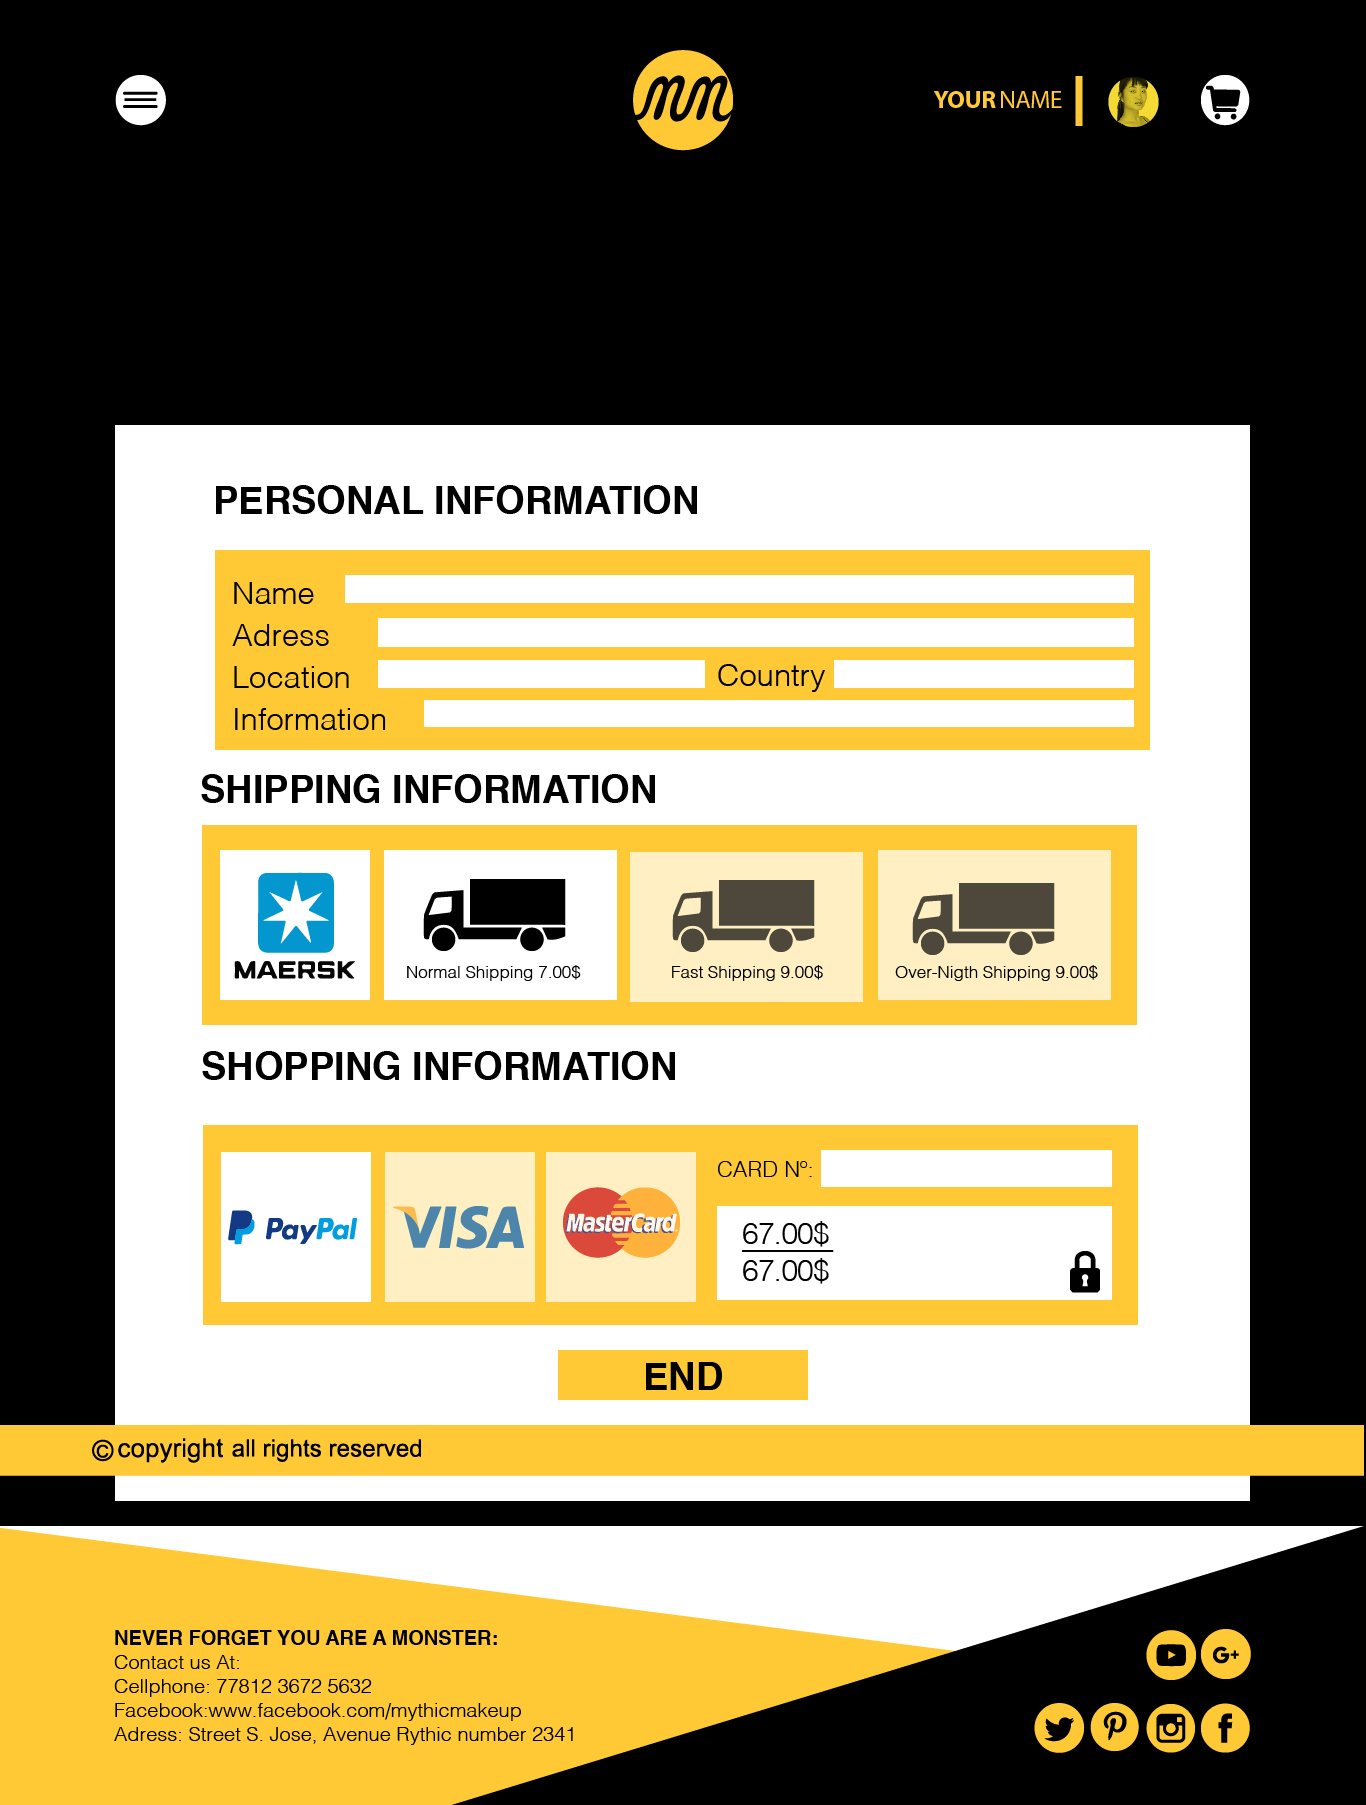 mm
YOUR NAME
PERSONAL INFORMATION
Name
Adress
Location Country
Information
SHIPPING INFORMATION
MAERSK
Normal Shipping 7.00$
Fast Shipping 9.00$
Over-Nigth Shipping 9.00$
SHOPPING INFORMATION
PayPal
VISA
MasterCard
CARD Nº:
67.00$
67.00$
END
©copyright all rights reserved
NEVER FORGET YOU ARE A MONSTER:
Contact us At:
Cellphone: 77812 3672 5632
Facebook:www.facebook.com/mythicmakeup
Adress: Street S. Jose, Avenue Rythic number 2341
G+